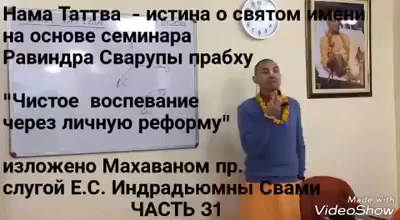 Нама Таттва - истина о святом имени
на основе семинара
Равиндра Сварупы прабху
"Чистое воспевание
через личную реформу"
изложено Махаваном пр.
слугой Е.С. Индрадьюмны Свами
ЧАСТЬ 31
Made with
VideoShow